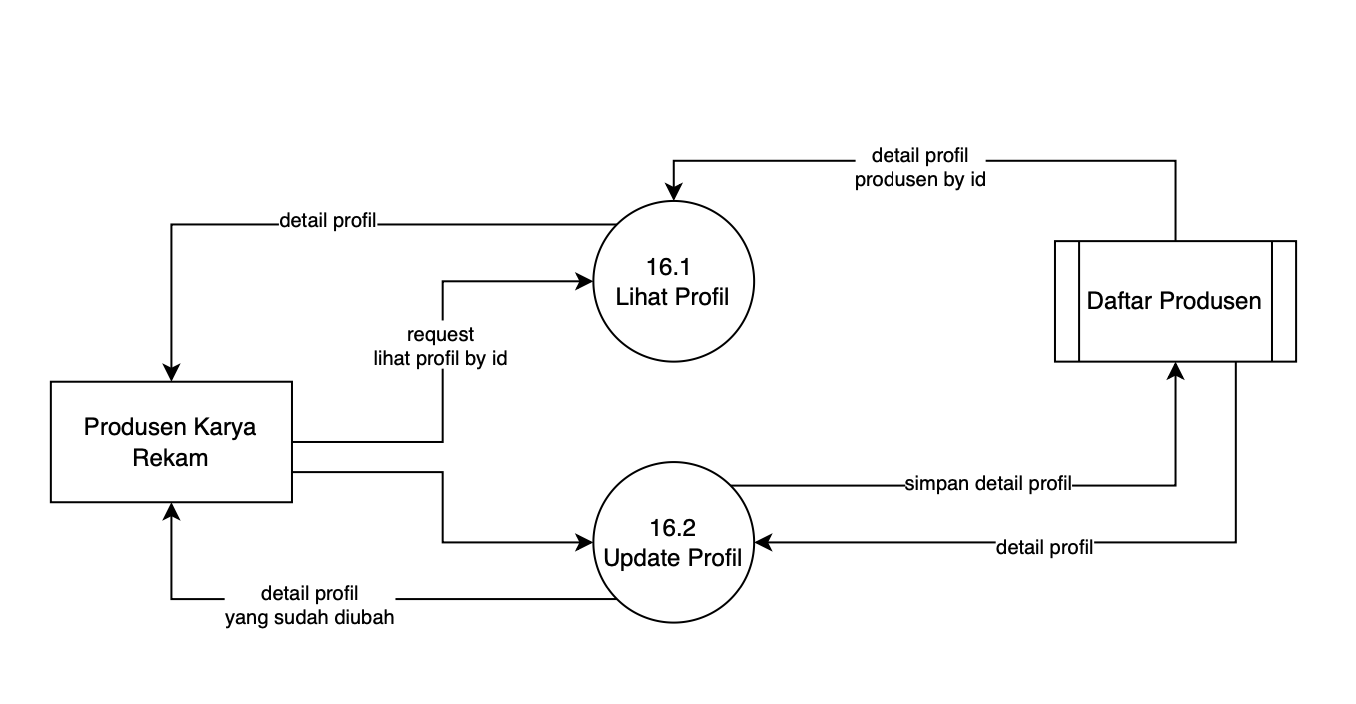 detail profil
produsen by id
detail profil
16.1
Lihat Profil
Daftar Produsen
request
lihat profil by id
Produsen Karya
Rekam
simpan detail profil
16.2
Update Profil
detail profil
detail profil
yang sudah diubah